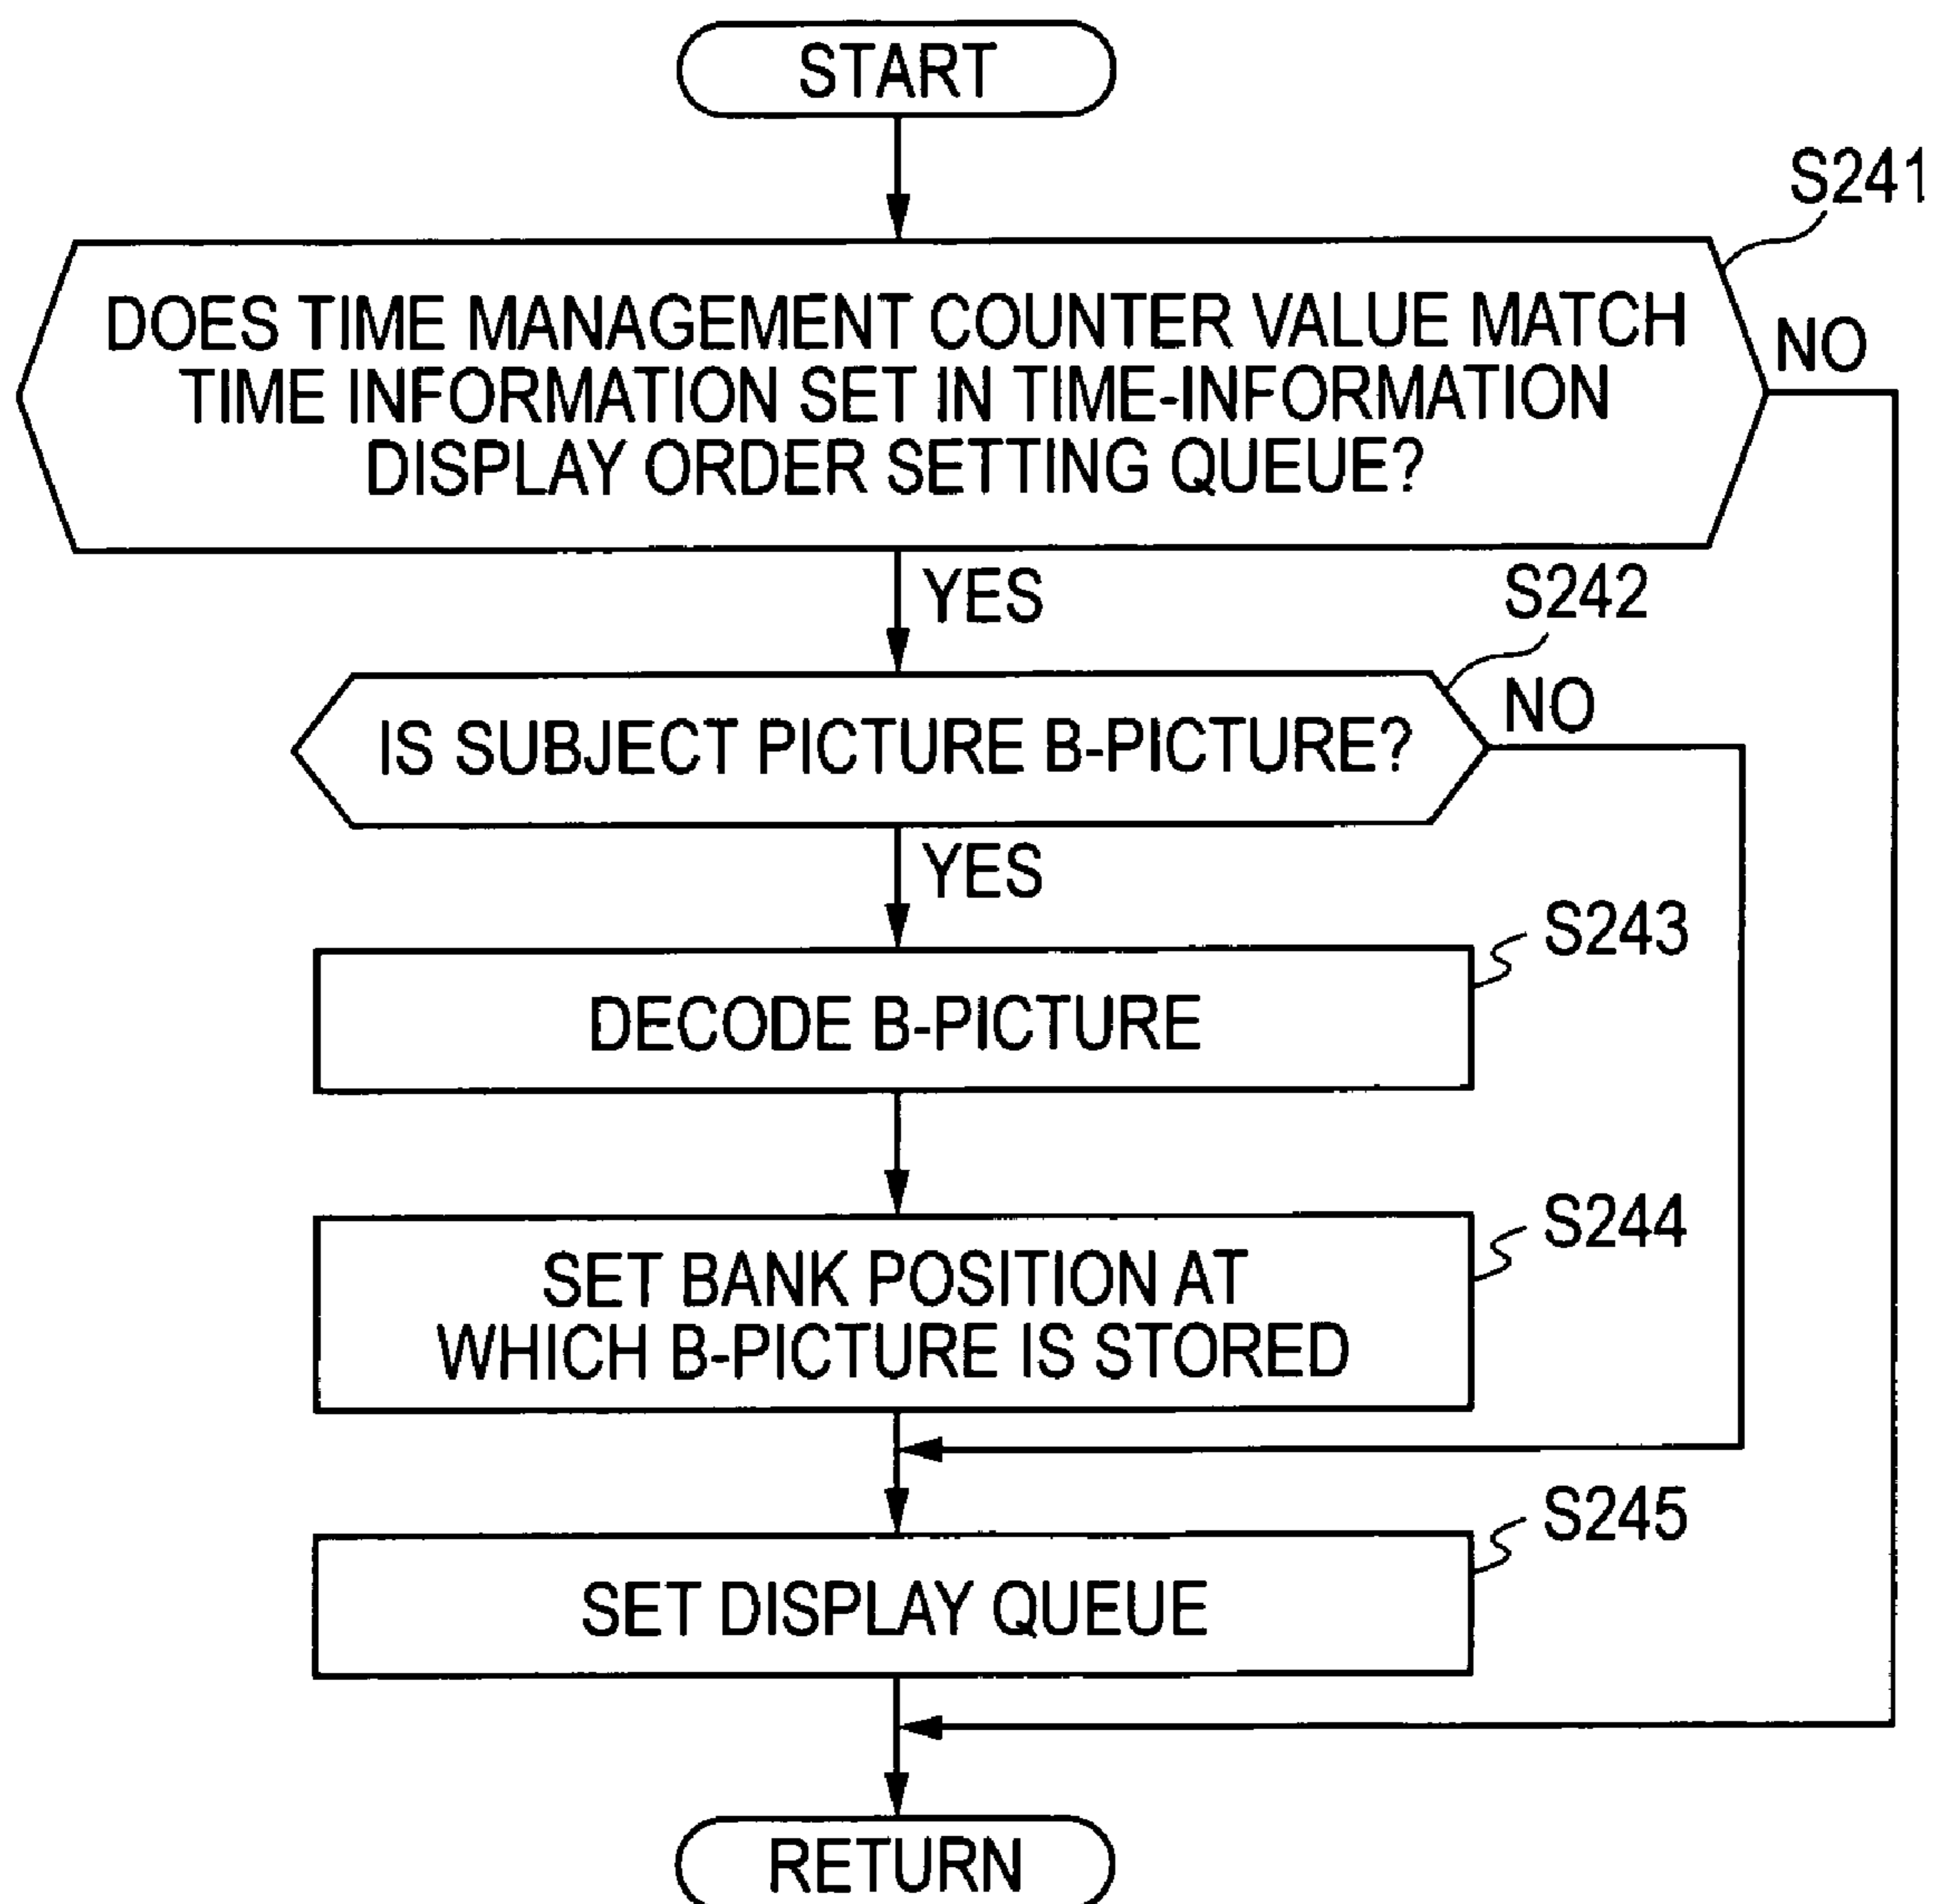 START
S241
DOES TIME MANAGEMENT COUNTER VALUE MATCH
TIME INFORMATION SET IN TIME-INFORMATION
DISPLAY ORDER SETTING QUEUE?
NO
YES
S242
IS SUBJECT PICTURE B-PICTURE?
NO
YES
S243
DECODE B-PICTURE
S244
SET BANK POSITION AT
WHICH B-PICTURE IS STORED
S245
SET DISPLAY QUEUE
RETURN